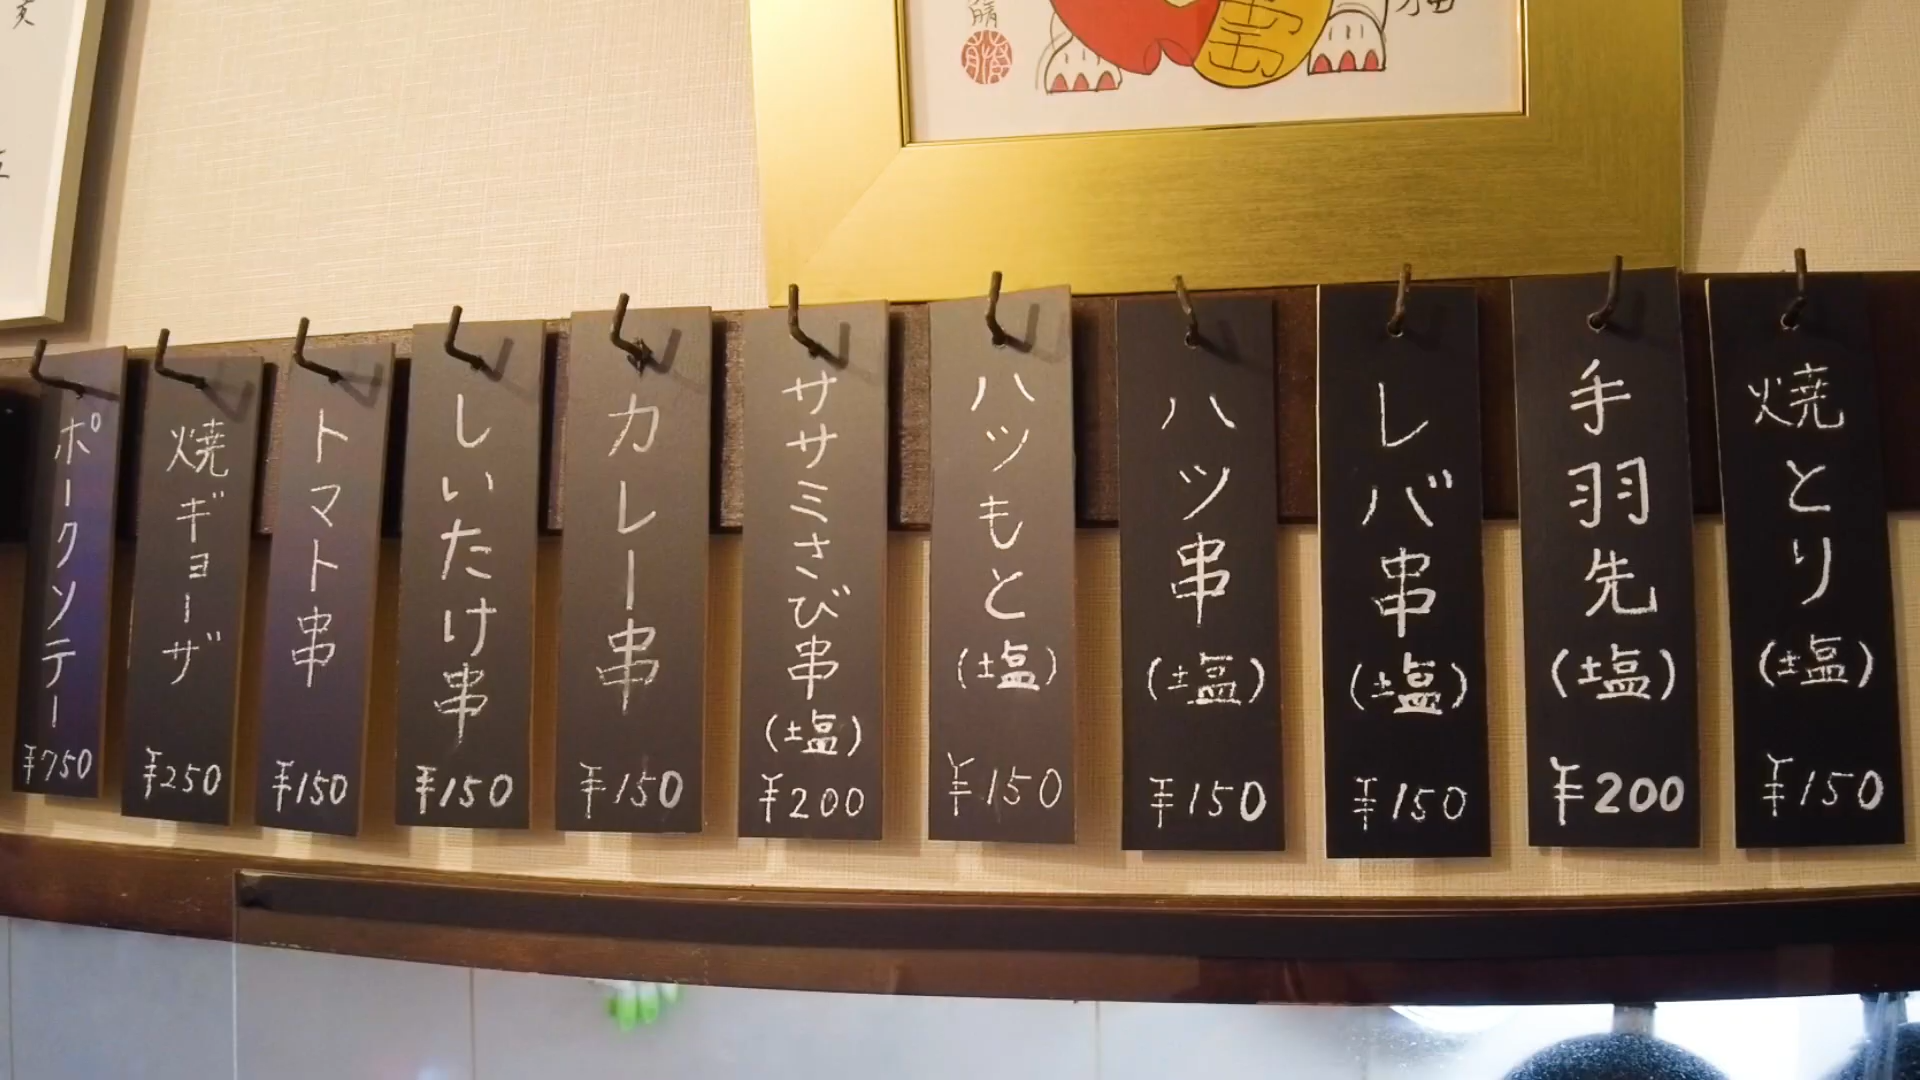 焼とり
(塩)
¥150
手羽先
(塩)
¥200
レバ串
(塩)
¥150
ハツ串
(塩)
¥150
ハツもと
(塩)
¥150
ササミさび串
(塩)
¥200
カレー串
¥150
しいたけ串
¥150
トマト串
¥150
焼ギョーザ
¥250
ポークソテー
¥750